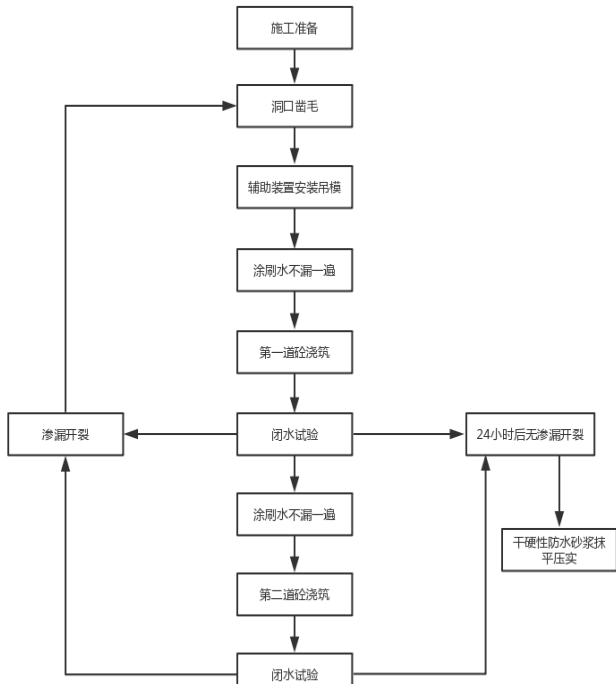 施工准备
洞口凿毛
辅助装置安装吊模
涂刷水不漏一遍
第一道砼浇筑
渗漏开裂
闭水试验
24小时后无渗漏开裂
涂刷水不漏一遍
干硬性防水砂浆抹
平压实
第二道砼浇筑
闭水试验